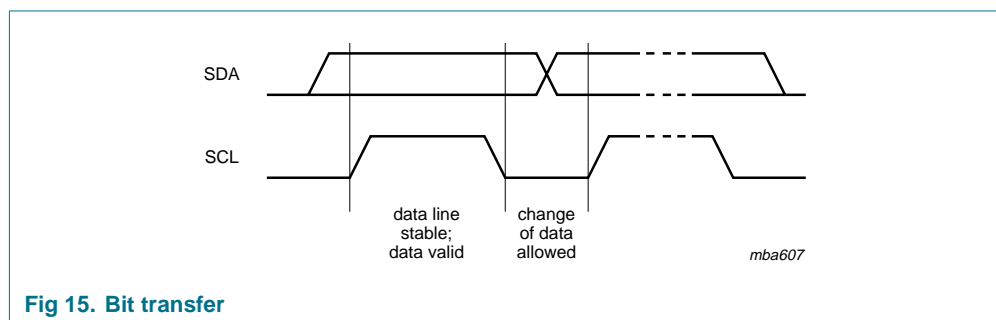 SDA
SCL
data line
stable;
data valid
change
of data
allowed
mba607
Fig 15. Bit transfer